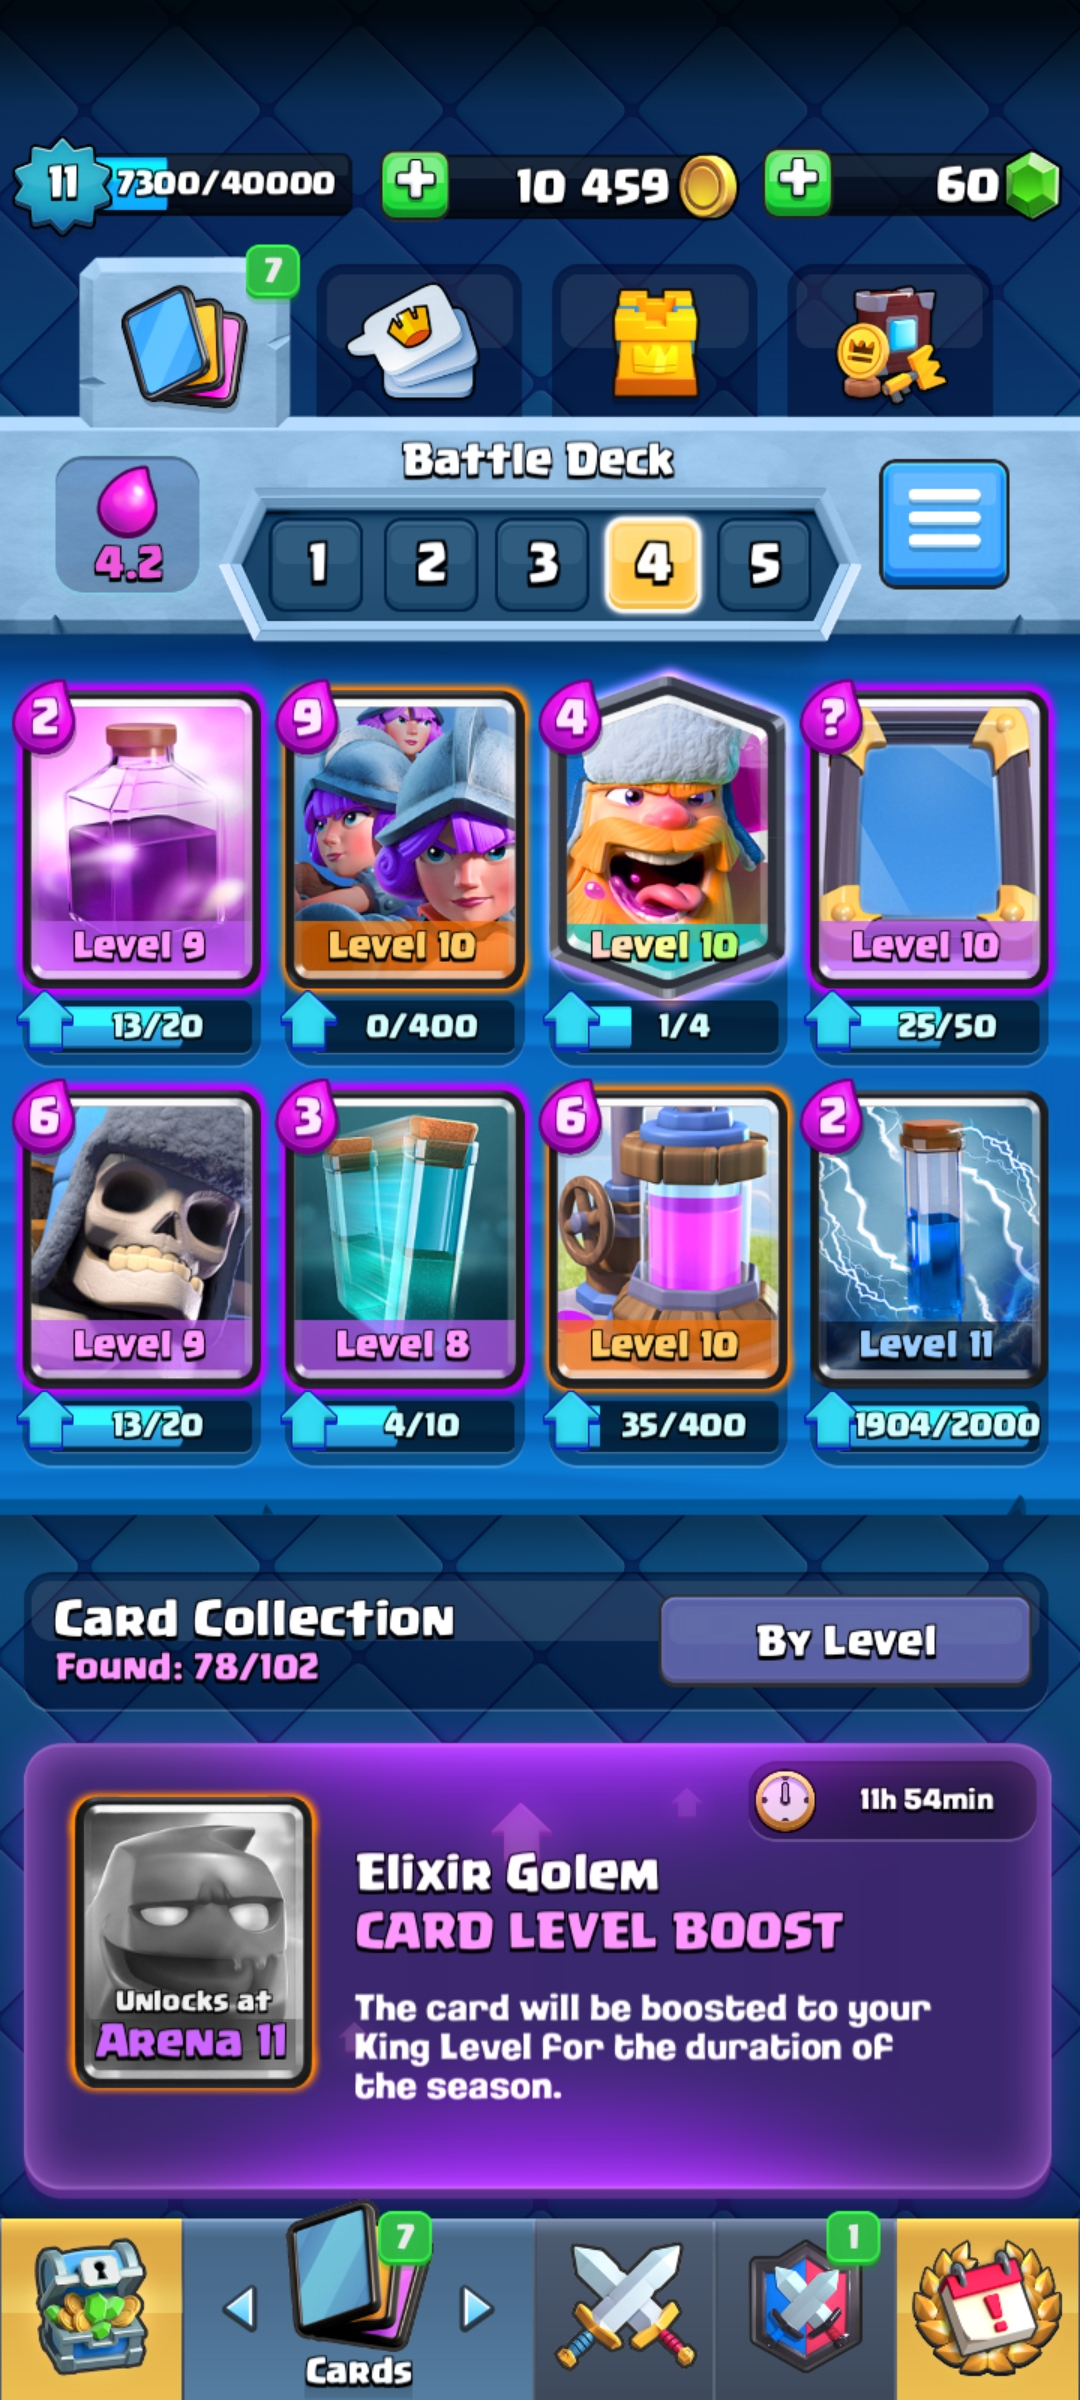 11 7300/40000 10 459 60
7
Battle Deck
4.2 1 2 3 4 5
2 9 4 ?
Level 9 Level 10 Level 10 Level 10
13/20 0/400 1/4 25/50
6 3 6 2
Level 9 Level 8 Level 10 Level 11
13/20 4/10 35/400 1904/2000
Card Collection
Found: 78/102
By Level
11h 54min
Elixir Golem
CARD LEVEL BOOST
Unlocks at
Arena 11
The card will be boosted to your
King Level for the duration of
the season.
7 1
Cards